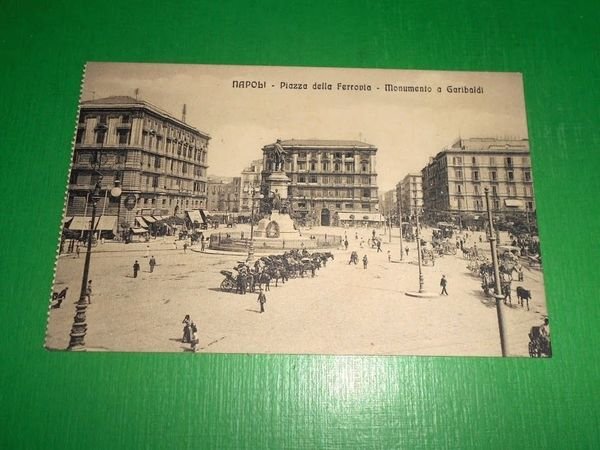 NAPOLI - Piazza della Ferrovia - Monumento a Garibaldi